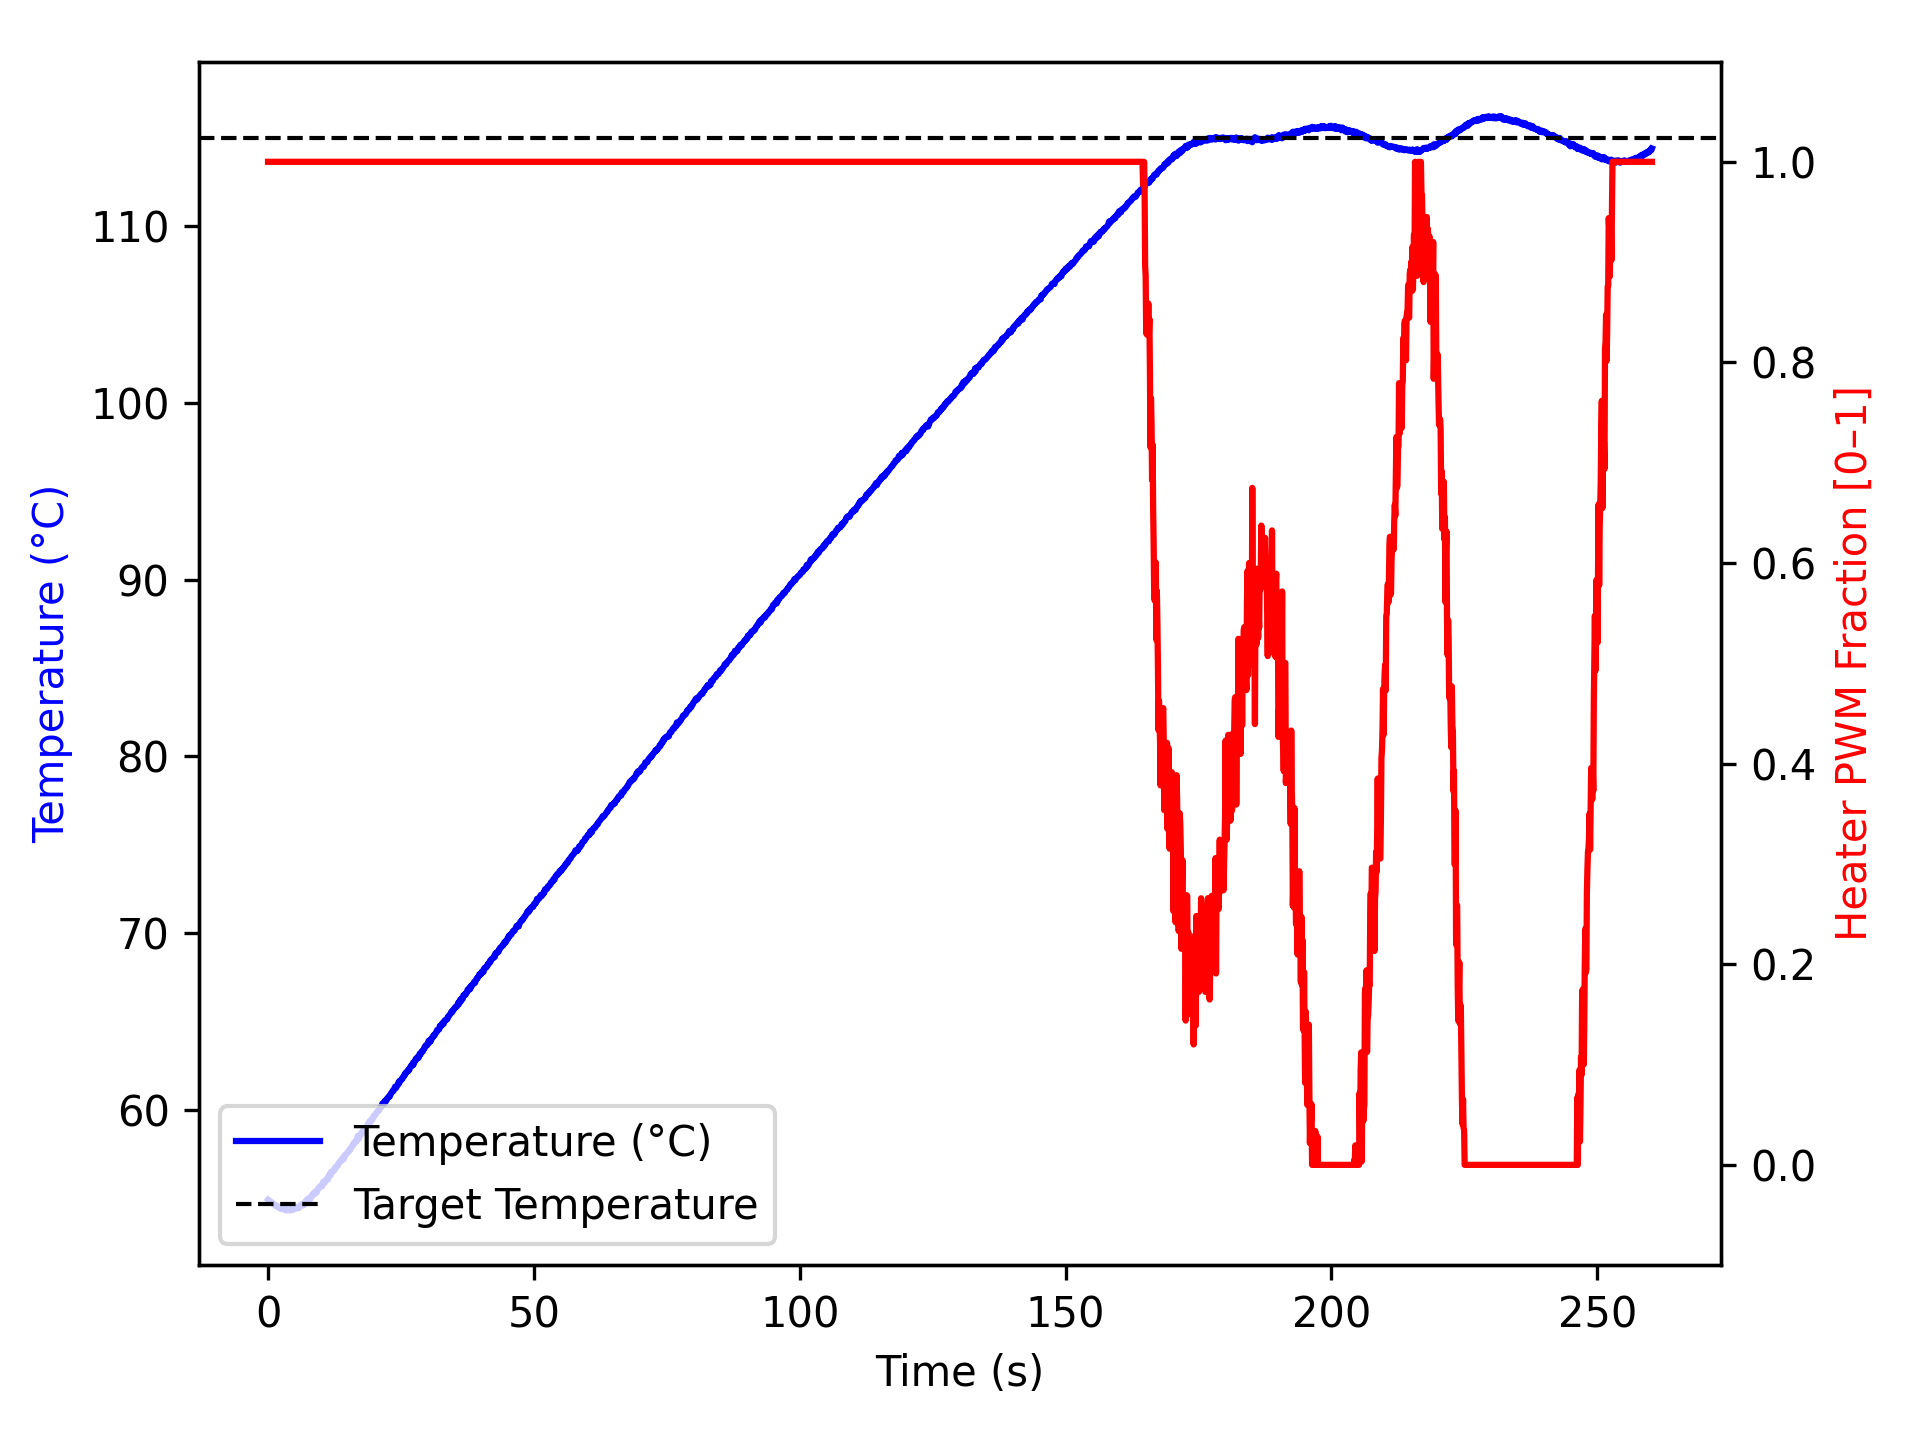 110
100
90
80
70
60
Temperature (°C)
1.0
0.8
0.6
0.4
0.2
0.0
Heater PWM Fraction [0–1]
Temperature (°C)
Target Temperature
0 50 100 150 200 250
Time (s)